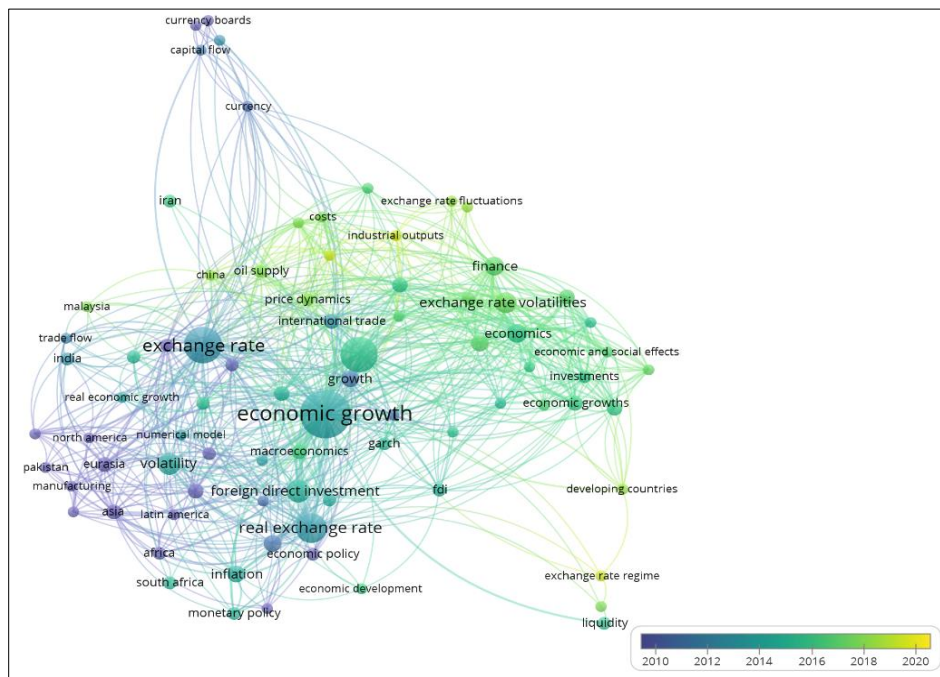 currency boards
capital flow
currency
iran
exchange rate fluctuations
costs
industrial outputs
china
oil supply
finance
malaysia
price dynamics
exchange rate volatilities
international trade
trade flow
exchange rate
economics
india
economic and social effects
growth
investments
real economic growth
economic growths
economic growth
north america
numerical model
garch
macroeconomics
pakistan
eurasia
volatility
manufacturing
foreign direct investment
fdi
developing countries
asia
latin america
real exchange rate
africa
economic policy
south africa
inflation
exchange rate regime
economic development
monetary policy
liquidity
2010 2012 2014 2016 2018 2020